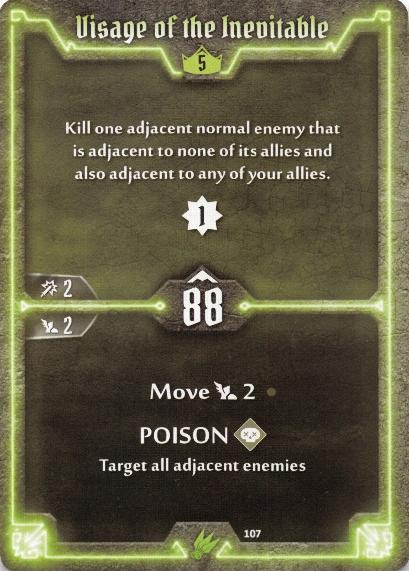 Visage of the Inevitable
5
Kill one adjacent normal enemy that
is adjacent to none of its allies and
also adjacent to any of your allies.
1
2
88
2
Move 2
POISON
Target all adjacent enemies
107